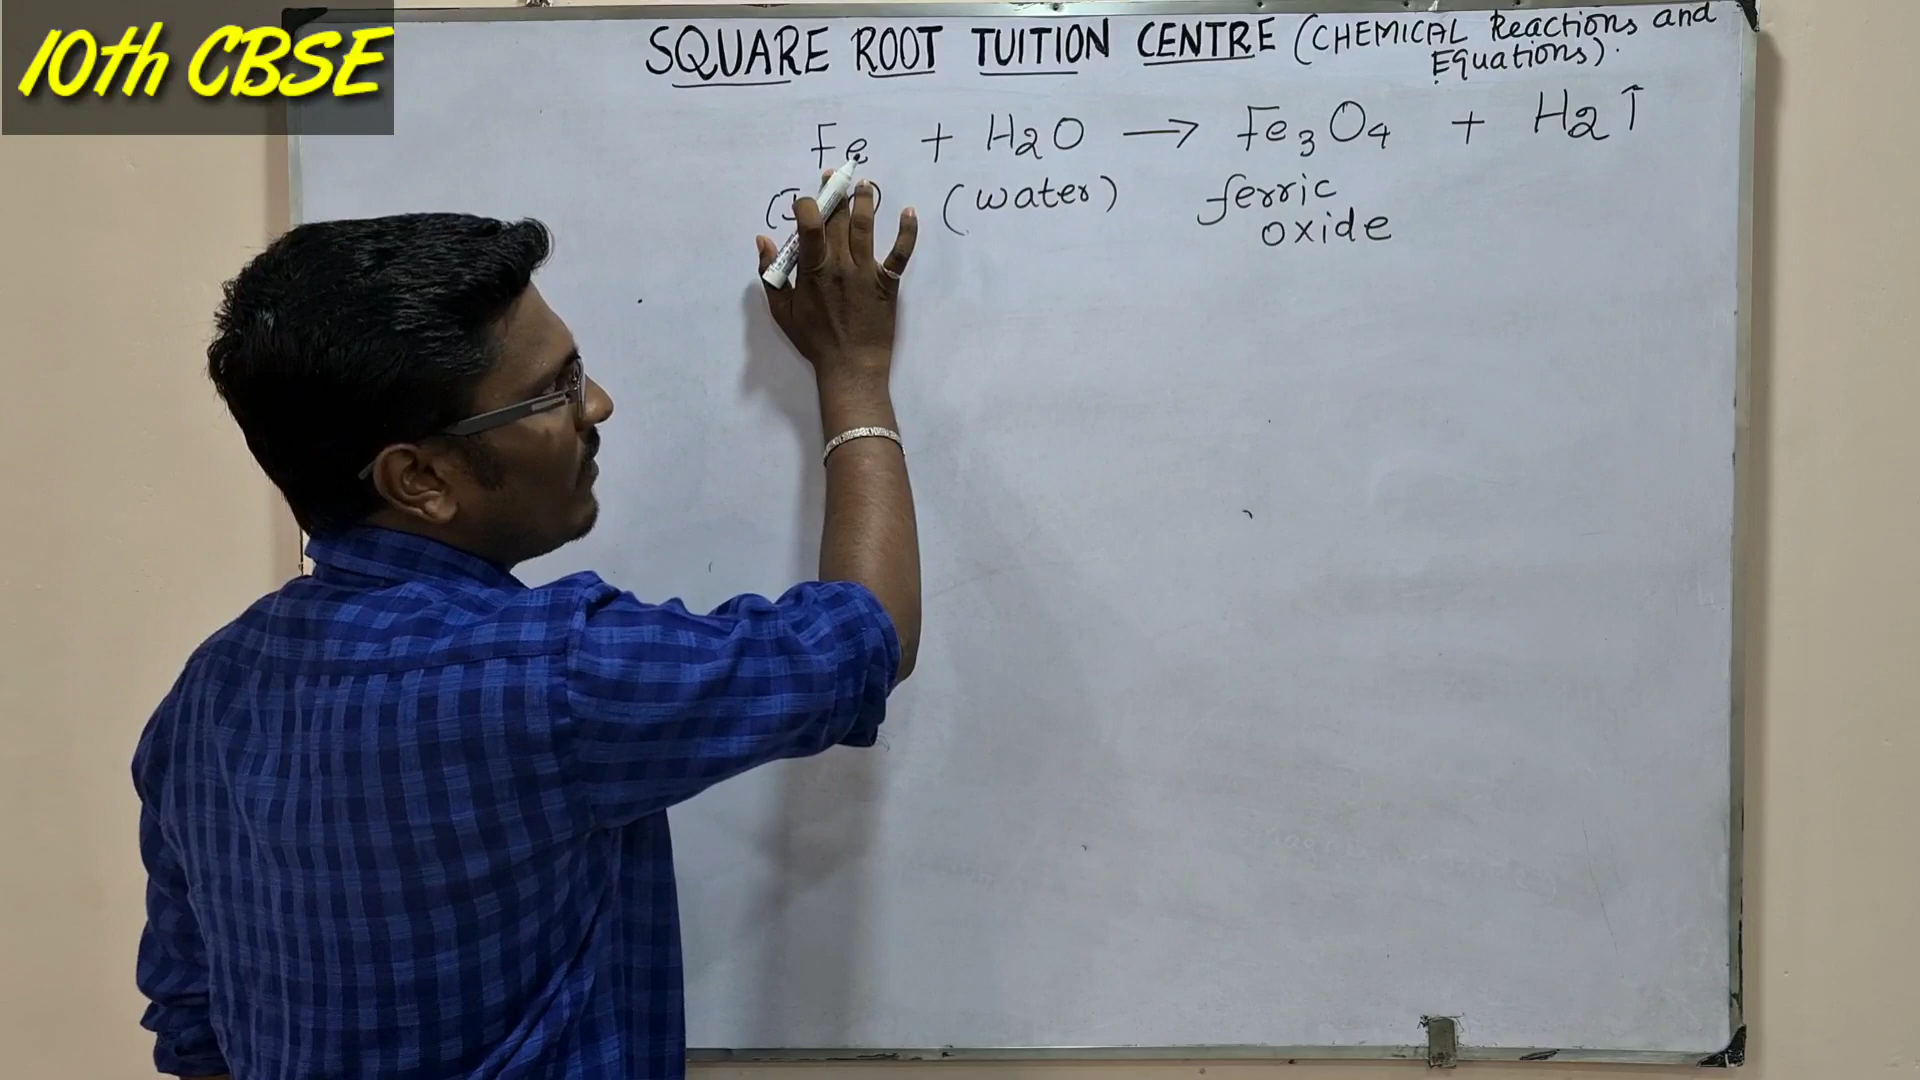 10th CBSE
SQUARE ROOT TUITION CENTRE (CHEMICAL Reactions and
Equations).
Fe + H2O → Fe3O4 + H2↑
(water) ferric
oxide